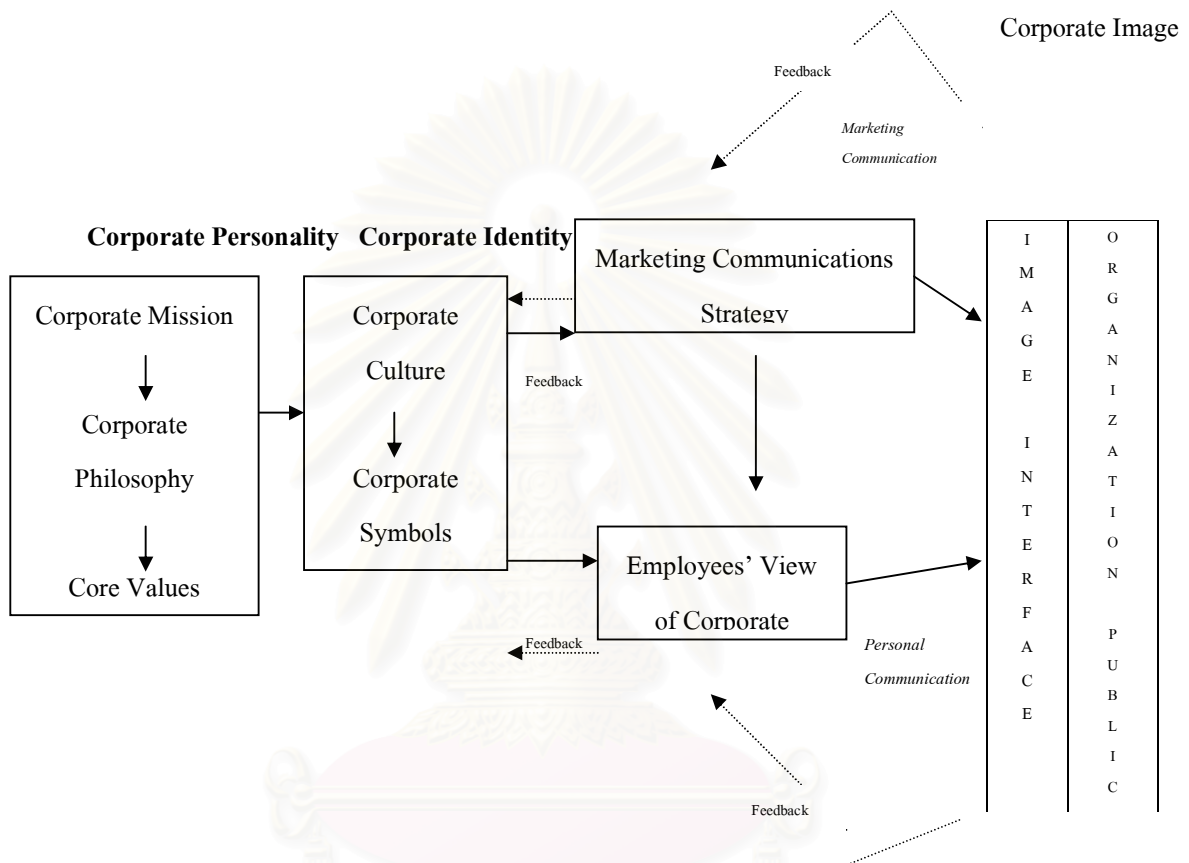 Corporate Image
Feedback
Marketing
Communication
Corporate Personality Corporate Identity
Corporate Mission
Corporate
Philosophy
Core Values
Corporate
Culture
Corporate
Symbols
Marketing Communications
Strategy
Feedback
Employees’ View
of Corporate
Feedback
Personal
Communication
Feedback
IMAGE INTERFACE
ORGANIZATION PUBLIC